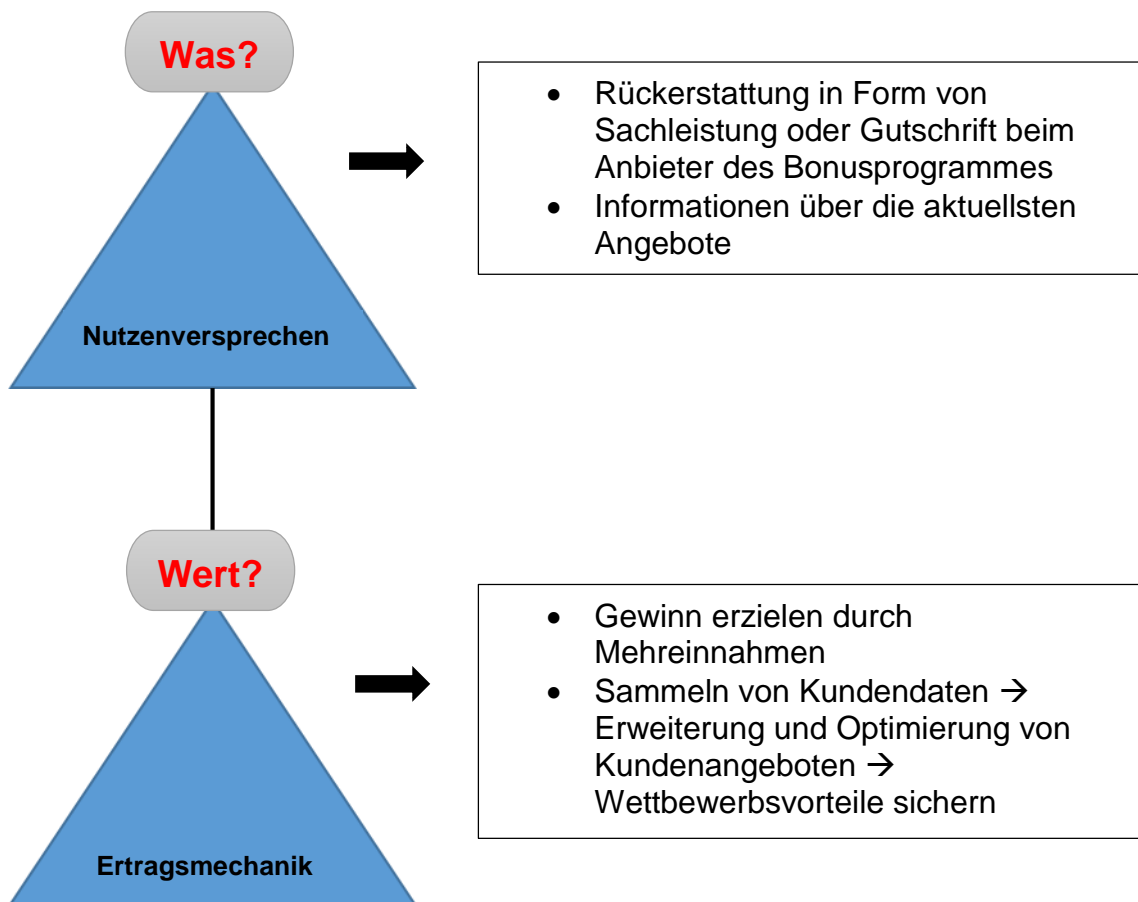 Was?
• Rückerstattung in Form von
Sachleistung oder Gutschrift beim
Anbieter des Bonusprogrammes
• Informationen über die aktuellsten
Angebote
Nutzenversprechen
Wert?
• Gewinn erzielen durch
Mehreinnahmen
• Sammeln von Kundendaten →
Erweiterung und Optimierung von
Kundenangeboten →
Wettbewerbsvorteile sichern
Ertragsmechanik